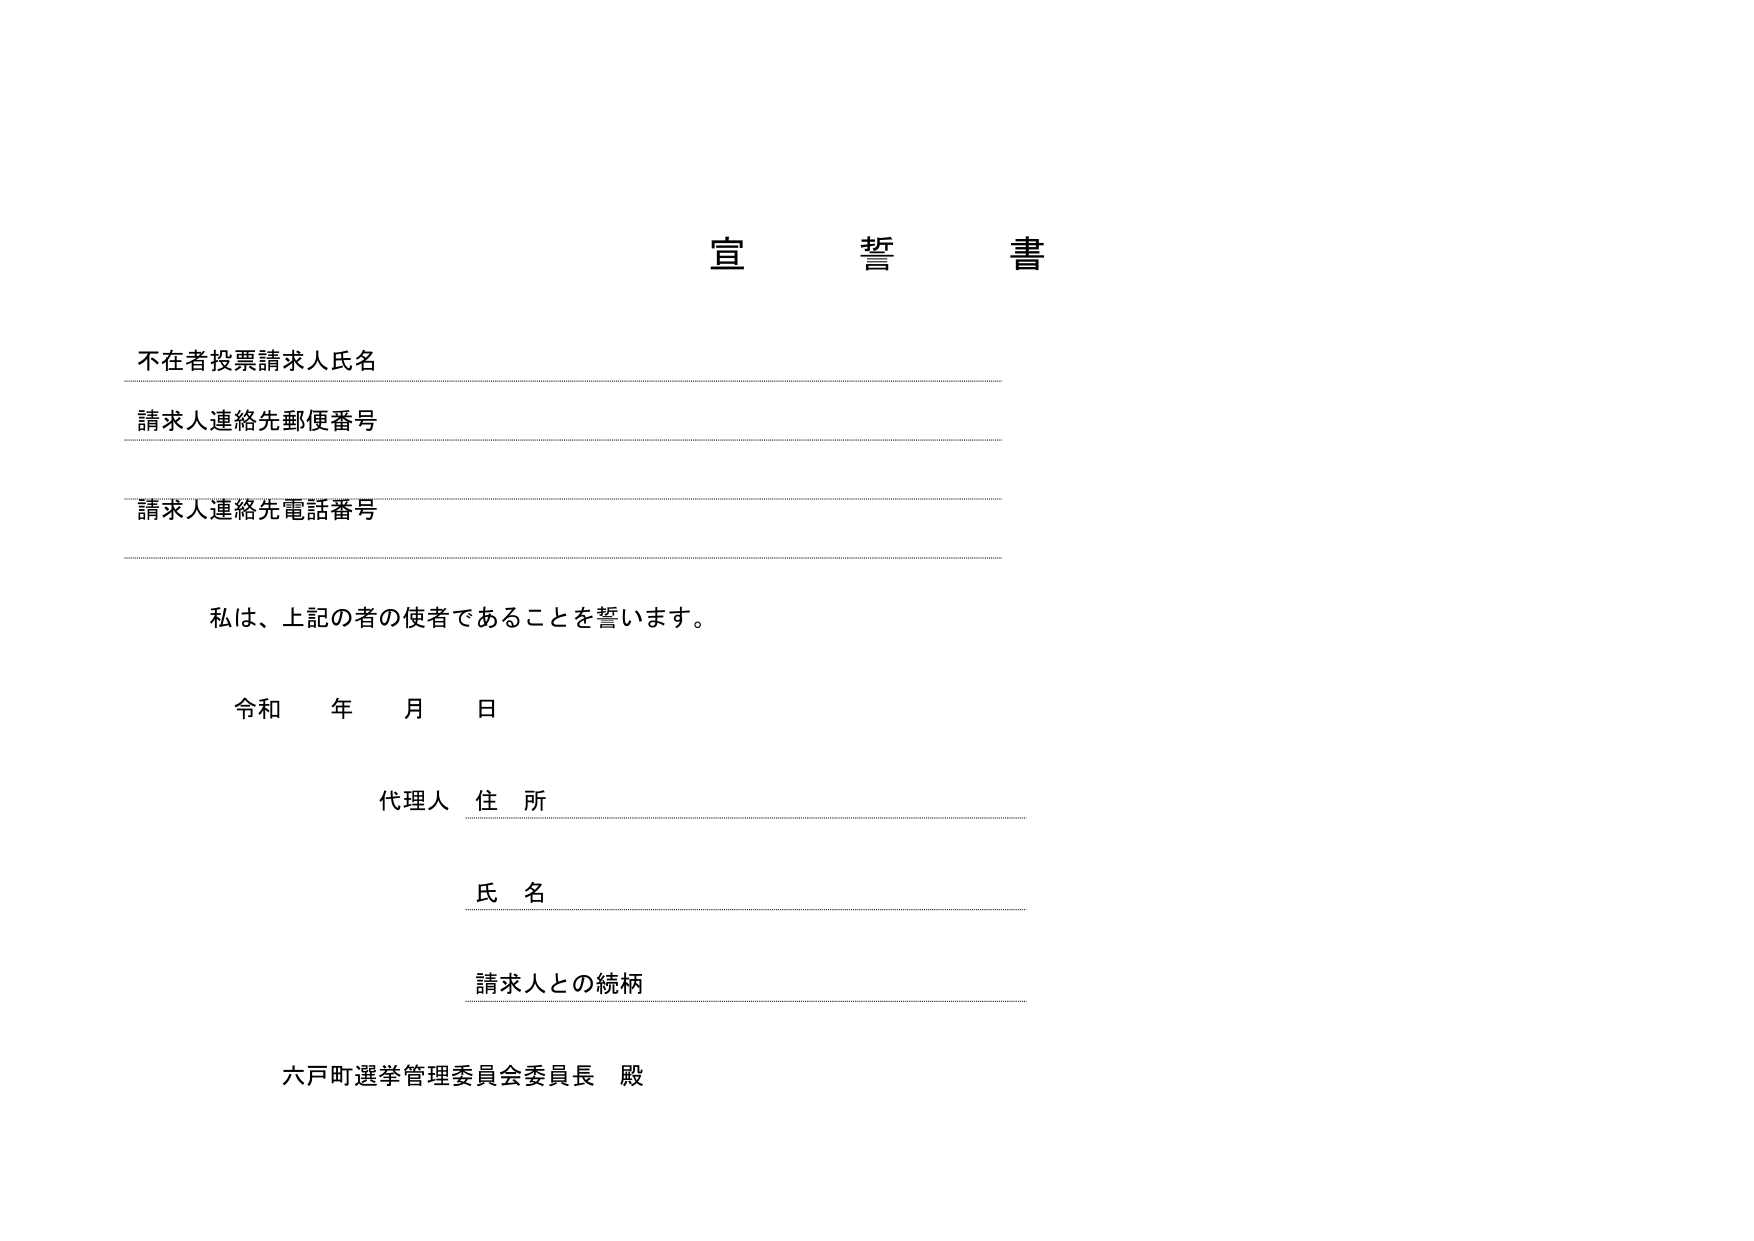 宣　誓　書
不在者投票請求人氏名
請求人連絡先郵便番号
請求人連絡先電話番号
私は、上記の者の使者であることを誓います。
令和　　年　　月　　日
代理人　住　所
氏　名
請求人との続柄
六戸町選挙管理委員会委員長　殿